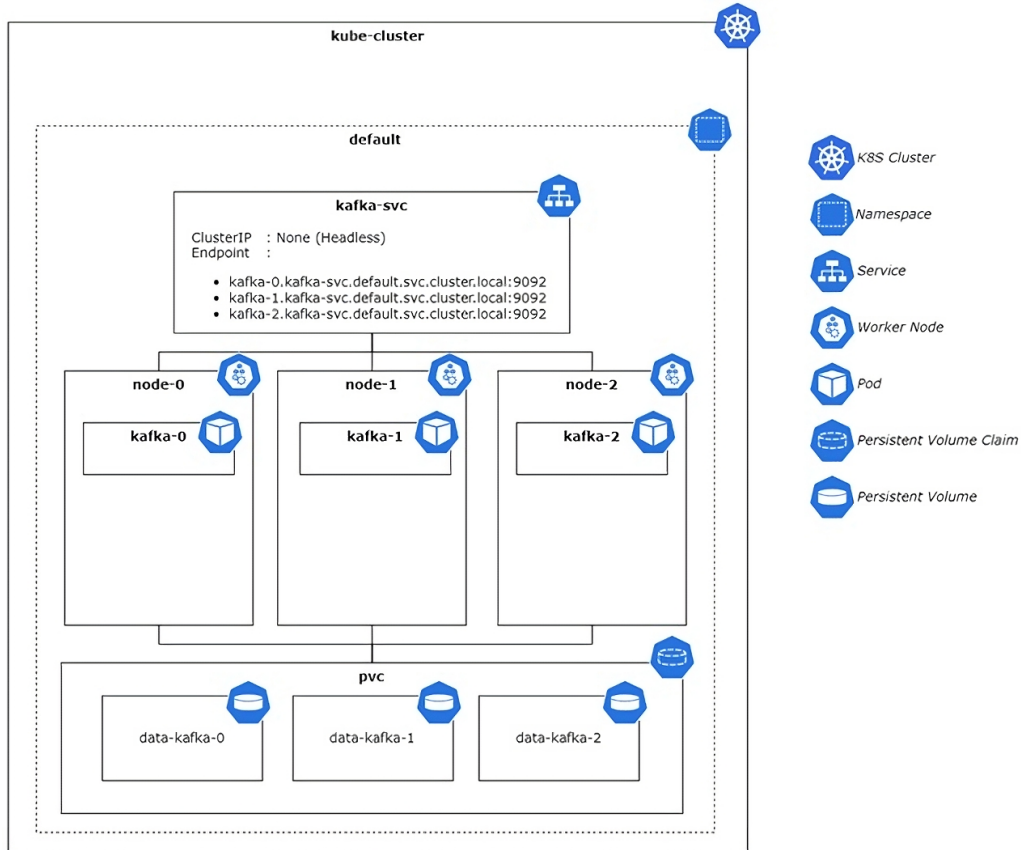 kube-cluster
default
kafka-svc
ClusterIP : None (Headless)
Endpoint :
• kafka-0.kafka-svc.default.svc.cluster.local:9092
• kafka-1.kafka-svc.default.svc.cluster.local:9092
• kafka-2.kafka-svc.default.svc.cluster.local:9092
node-0
node-1
node-2
kafka-0
kafka-1
kafka-2
pvc
data-kafka-0
data-kafka-1
data-kafka-2
K8S Cluster
Namespace
Service
Worker Node
Pod
Persistent Volume Claim
Persistent Volume